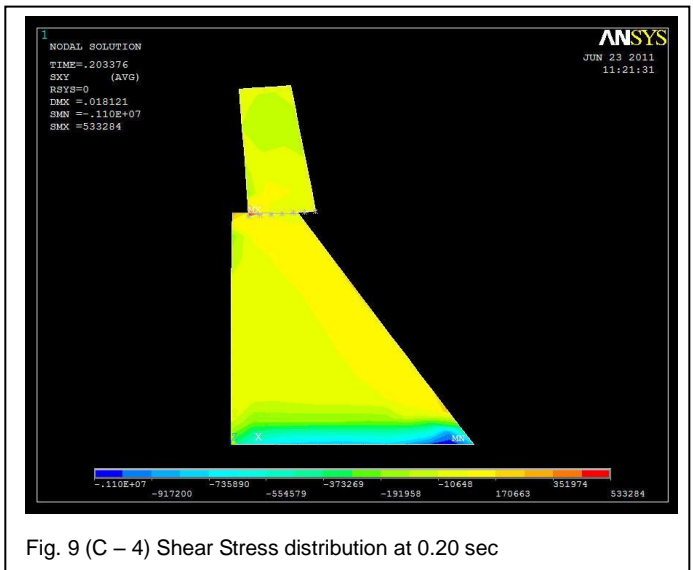 1
NODAL SOLUTION
TIME=.203376
SXY (AVG)
RSYS=0
DMX =.018121
SMN =-.110E+07
SMX =533284
ANSYS
JUN 23 2011
11:21:31
MX
Z X
MN
-.110E+07 -735890 -373269 -10648 351974
-917200 -554579 -191958 170663 533284
Fig. 9 (C – 4) Shear Stress distribution at 0.20 sec